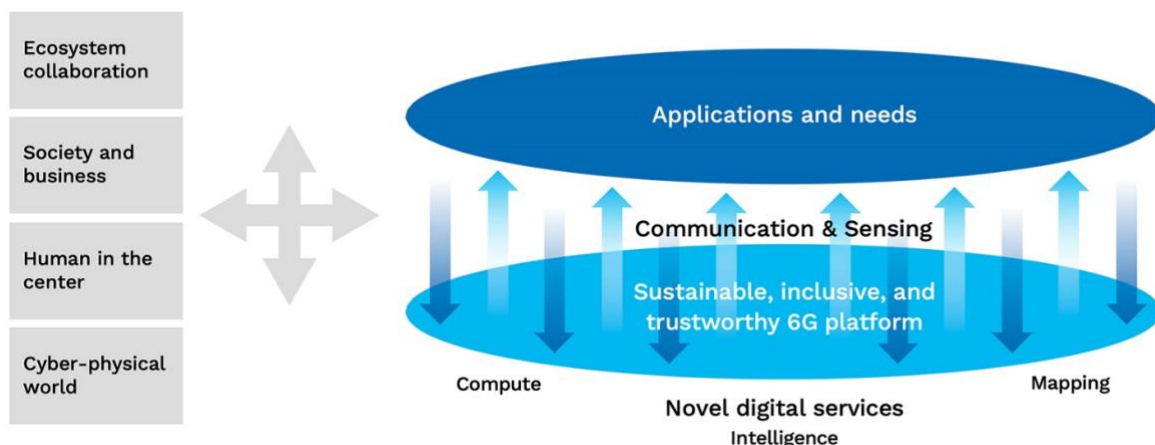 Ecosystem
collaboration
Society and
business
Human in the
center
Cyber-physical
world
Applications and needs
Communication & Sensing
Sustainable, inclusive, and
trustworthy 6G platform
Compute
Mapping
Novel digital services
Intelligence